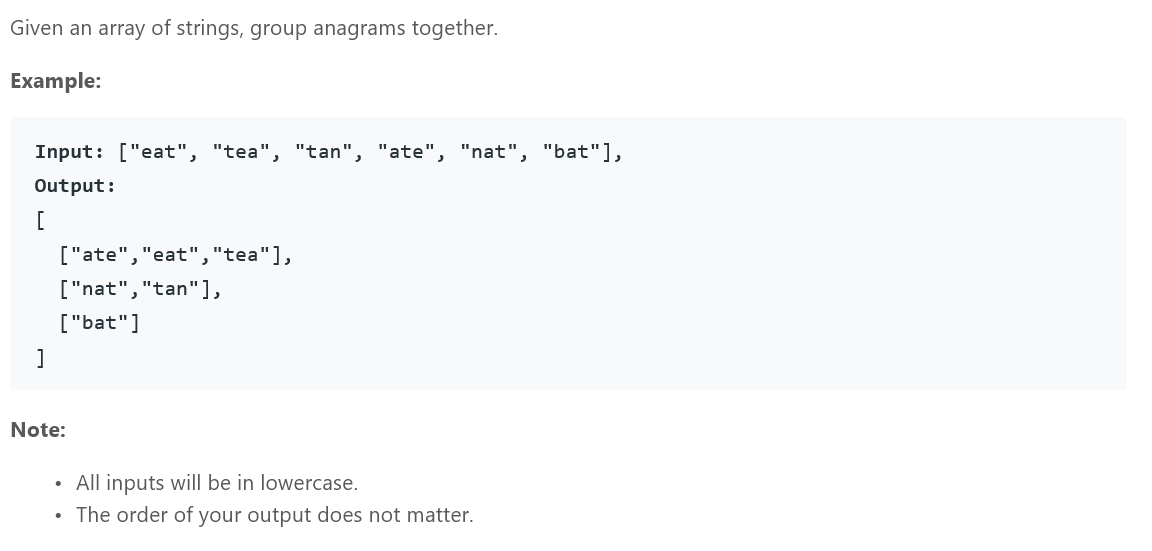 Given an array of strings, group anagrams together.
Example:
Input: ["eat", "tea", "tan", "ate", "nat", "bat"],
Output:
[
  ["ate","eat","tea"],
  ["nat","tan"],
  ["bat"]
]
Note:
• All inputs will be in lowercase.
• The order of your output does not matter.